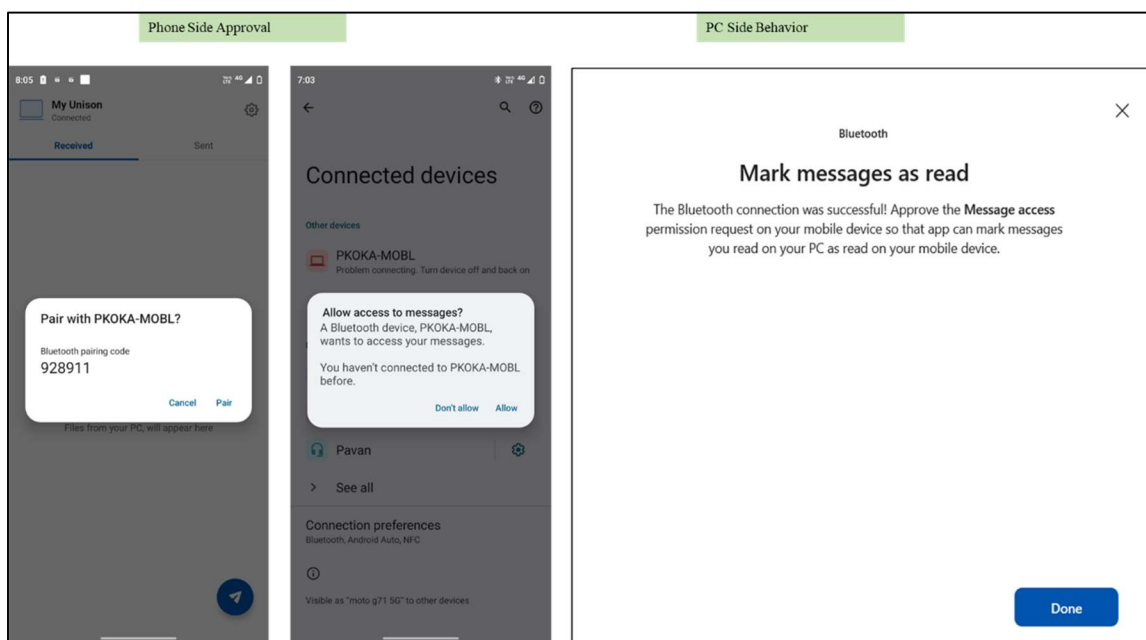 Phone Side Approval
PC Side Behavior
8:05
4G
My Unison
Connected
Received Sent
Pair with PKOKA-MOBL?
Bluetooth pairing code
928911
Cancel Pair
Files from your PC, will appear here
7:03
4G
Connected devices
Other devices
PKOKA-MOBL
Problem connecting. Turn device off and back on
Allow access to messages?
A Bluetooth device, PKOKA-MOBL,
wants to access your messages.
You haven't connected to PKOKA-MOBL
before.
Don't allow Allow
Pavan
See all
Connection preferences
Bluetooth, Android Auto, NFC
Visible as "moto g71 5G" to other devices
Bluetooth
Mark messages as read
The Bluetooth connection was successful! Approve the Message access
permission request on your mobile device so that app can mark messages
you read on your PC as read on your mobile device.
Done